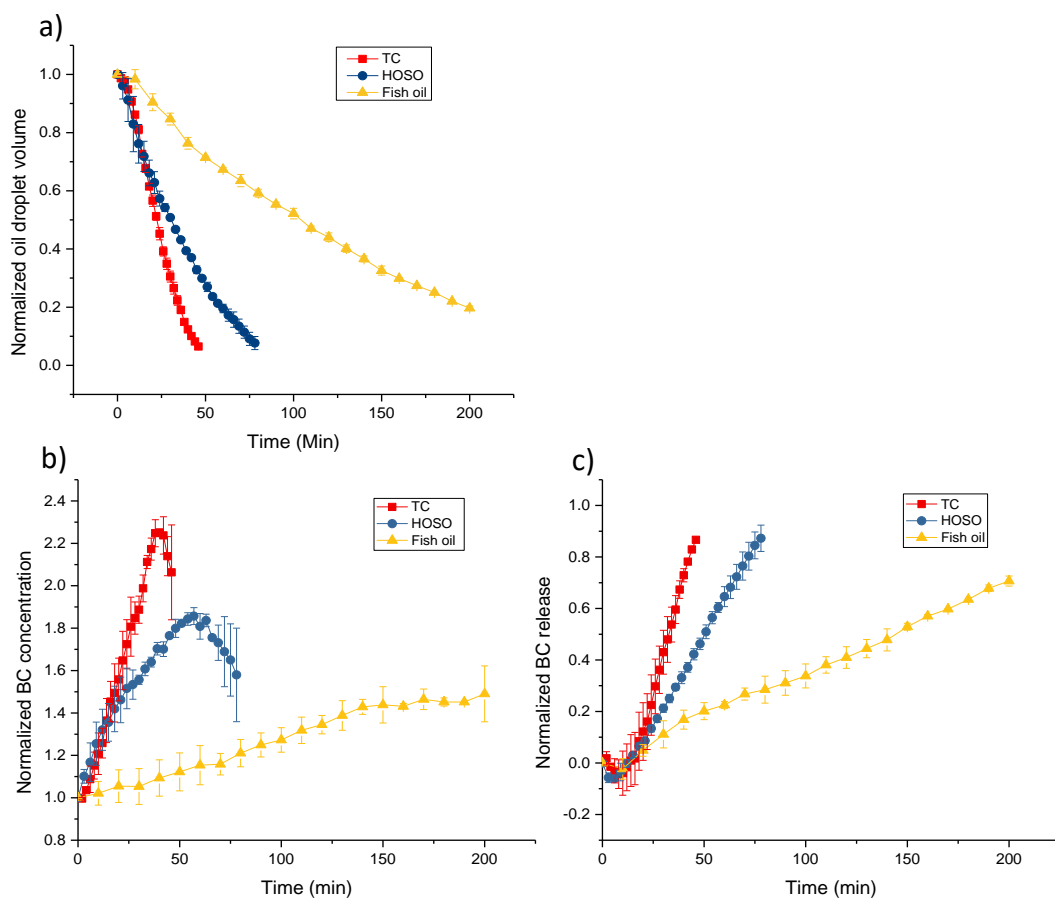 a)
TC
HOSO
Fish oil
1.0
0.8
0.6
0.4
0.2
0.0
Normalized oil droplet volume
0 50 100 150 200
Time (Min)
b)
TC
HOSO
Fish oil
2.4
2.2
2.0
1.8
1.6
1.4
1.2
1.0
0.8
Normalized BC concentration
0 50 100 150 200
Time (min)
c)
TC
HOSO
Fish oil
1.0
0.8
0.6
0.4
0.2
0.0
-0.2
Normalized BC release
0 50 100 150 200
Time (min)